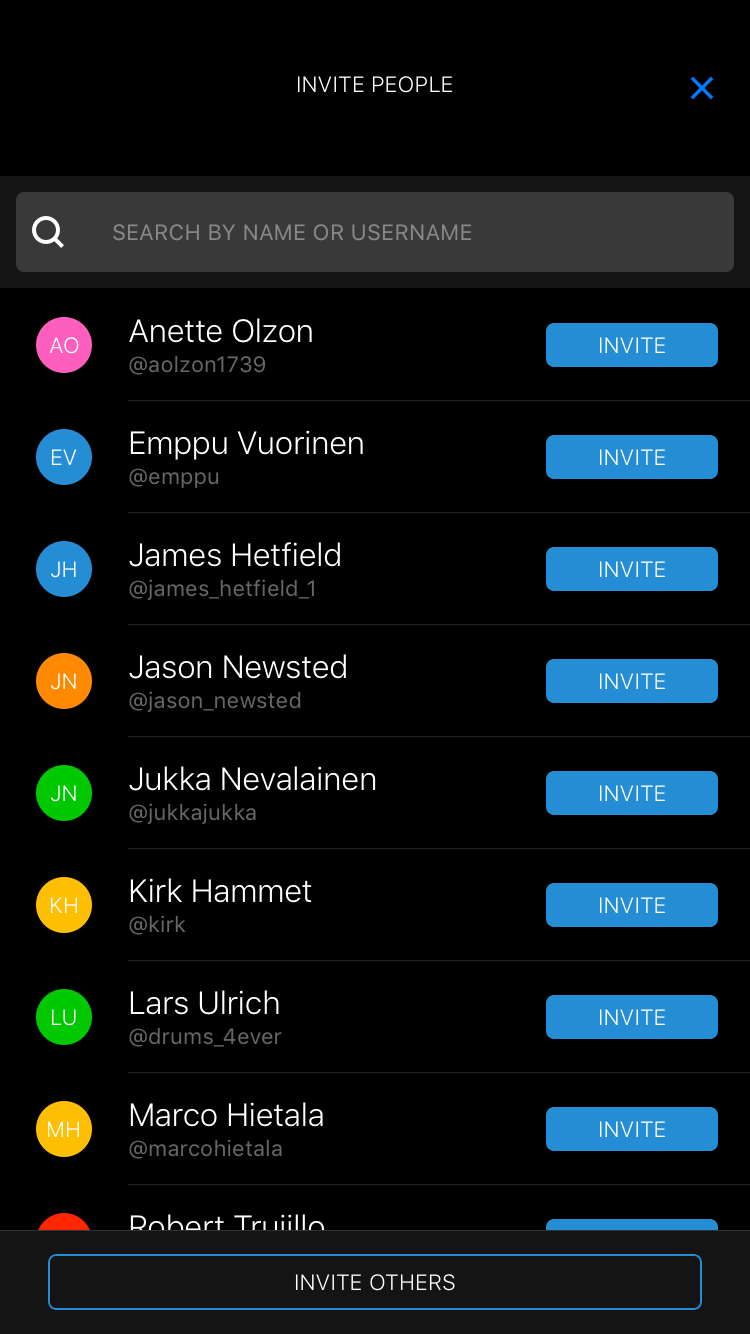 INVITE PEOPLE
SEARCH BY NAME OR USERNAME
AO Anette Olzon INVITE
@aolzon1739
EV Emppu Vuorinen INVITE
@emppu
JH James Hetfield INVITE
@james_hetfield_1
JN Jason Newsted INVITE
@jason_newsted
JN Jukka Nevalainen INVITE
@jukkajukka
KH Kirk Hammet INVITE
@kirk
LU Lars Ulrich INVITE
@drums_4ever
MH Marco Hietala INVITE
@marcohietala
Robert Trujillo
INVITE OTHERS